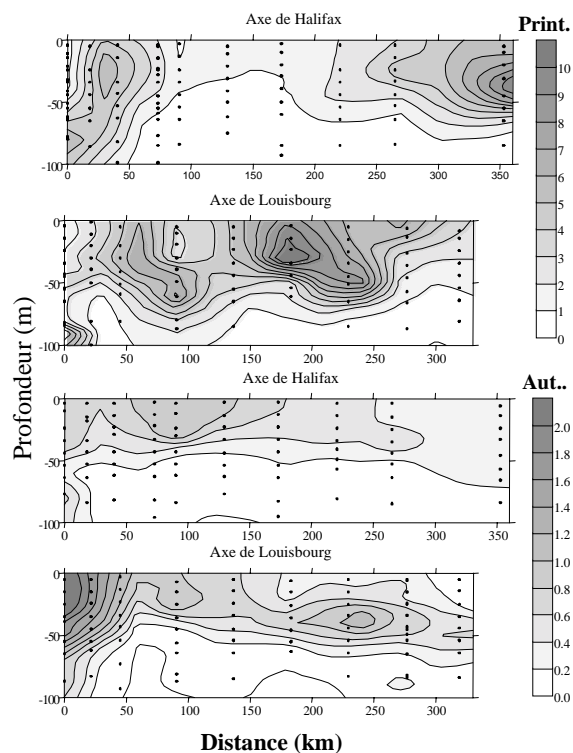 Axe de Halifax
Print.
0
-50
-100
0 50 100 150 200 250 300 350
10
9
8
7
6
5
4
3
2
1
0
Axe de Louisbourg
0
-50
-100
0 50 100 150 200 250 300
Profondeur (m)
Axe de Halifax
Aut..
0
-50
-100
0 50 100 150 200 250 300 350
2.0
1.8
1.6
1.4
1.2
1.0
0.8
0.6
0.4
0.2
0.0
Axe de Louisbourg
0
-50
-100
0 50 100 150 200 250 300
Distance (km)